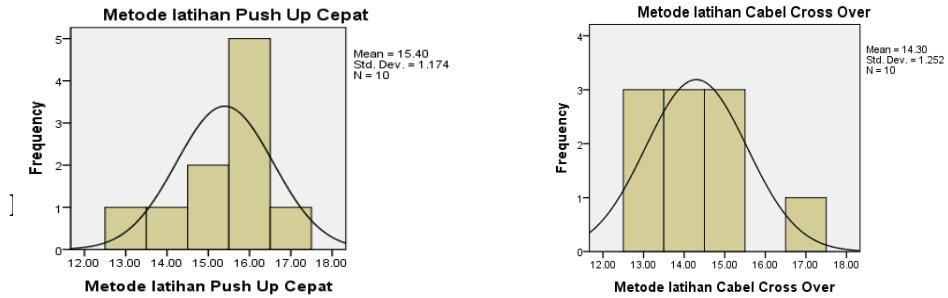 Metode latihan Push Up Cepat
Mean = 15.40
Std. Dev. = 1.174
N = 10
Frequency
5
4
3
2
1
0
12.00 13.00 14.00 15.00 16.00 17.00 18.00
Metode latihan Push Up Cepat
Metode latihan Cabel Cross Over
Mean = 14.30
Std. Dev. = 1.252
N = 10
Frequency
4
3
2
1
0
12.00 13.00 14.00 15.00 16.00 17.00 18.00
Metode latihan Cabel Cross Over